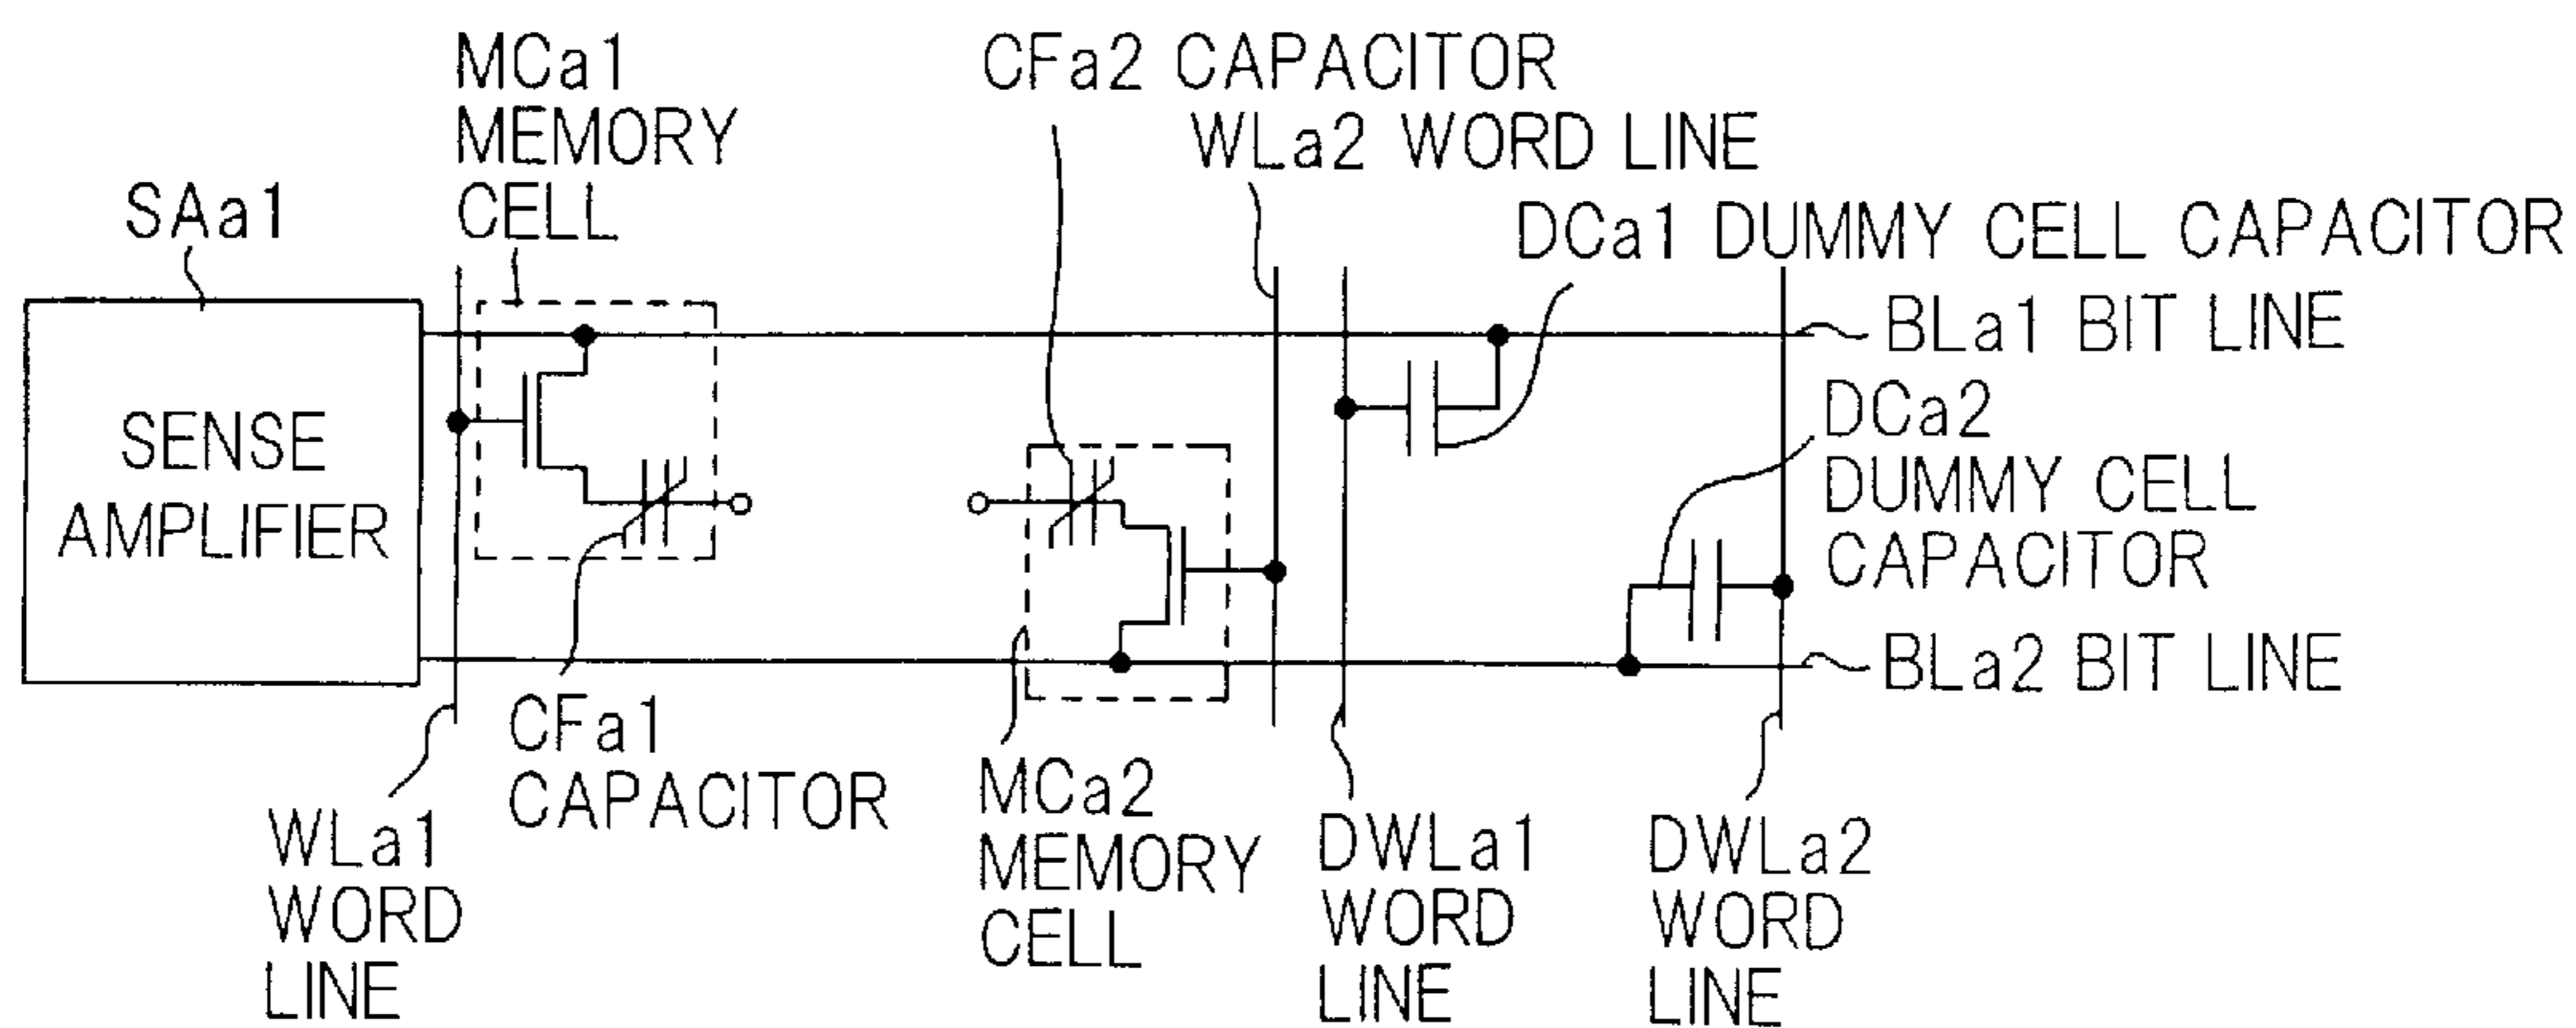 MCa1
MEMORY
CELL
CFa2 CAPACITOR
WLa2 WORD LINE
SAa1
DCa1 DUMMY CELL CAPACITOR
BLa1 BIT LINE
SENSE
AMPLIFIER
DCa2
DUMMY CELL
CAPACITOR
BLa2 BIT LINE
CFa1
CAPACITOR
MCa2
MEMORY
CELL
WLa1
WORD
LINE
DWLa1
WORD
LINE
DWLa2
WORD
LINE